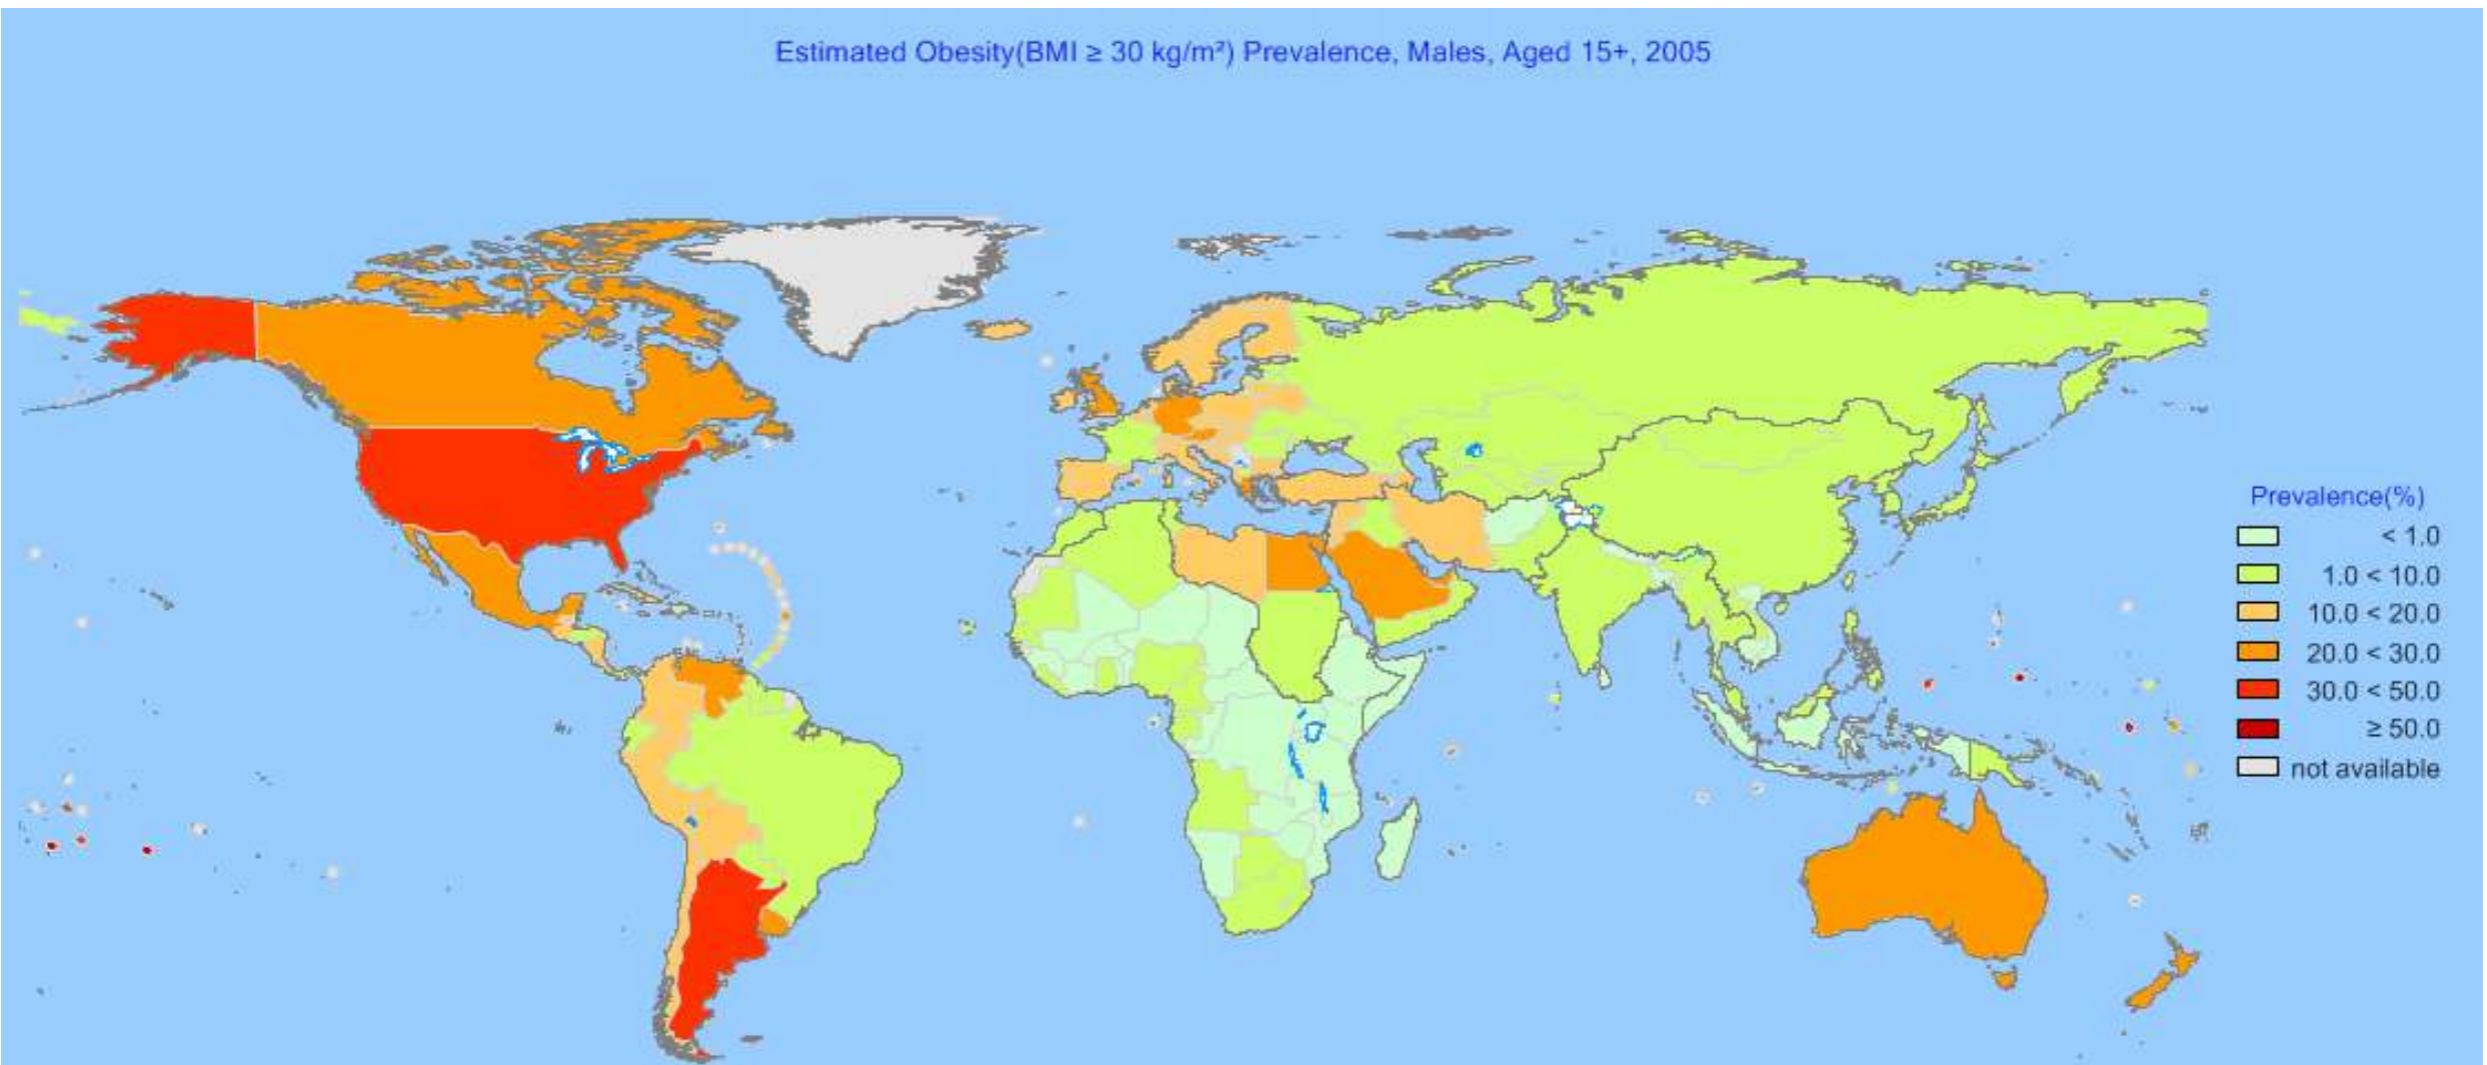 Estimated Obesity(BMI ≥ 30 kg/m²) Prevalence, Males, Aged 15+, 2005
Prevalence(%)
< 1.0
1.0 < 10.0
10.0 < 20.0
20.0 < 30.0
30.0 < 50.0
≥ 50.0
not available